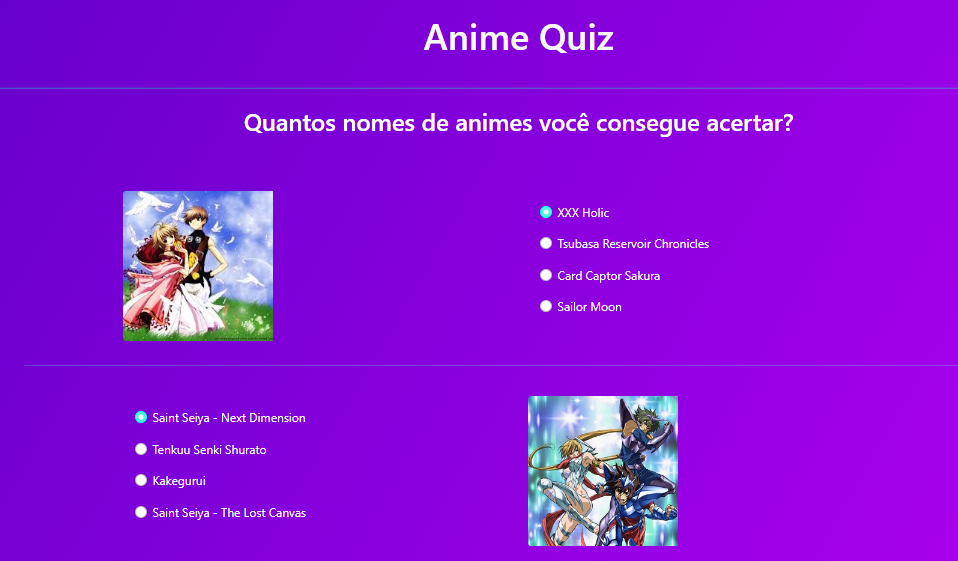 Anime Quiz
Quantos nomes de animes você consegue acertar?
XXX Holic
Tsubasa Reservoir Chronicles
Card Captor Sakura
Sailor Moon
Saint Seiya - Next Dimension
Tenkuu Senki Shurato
Kakegurui
Saint Seiya - The Lost Canvas